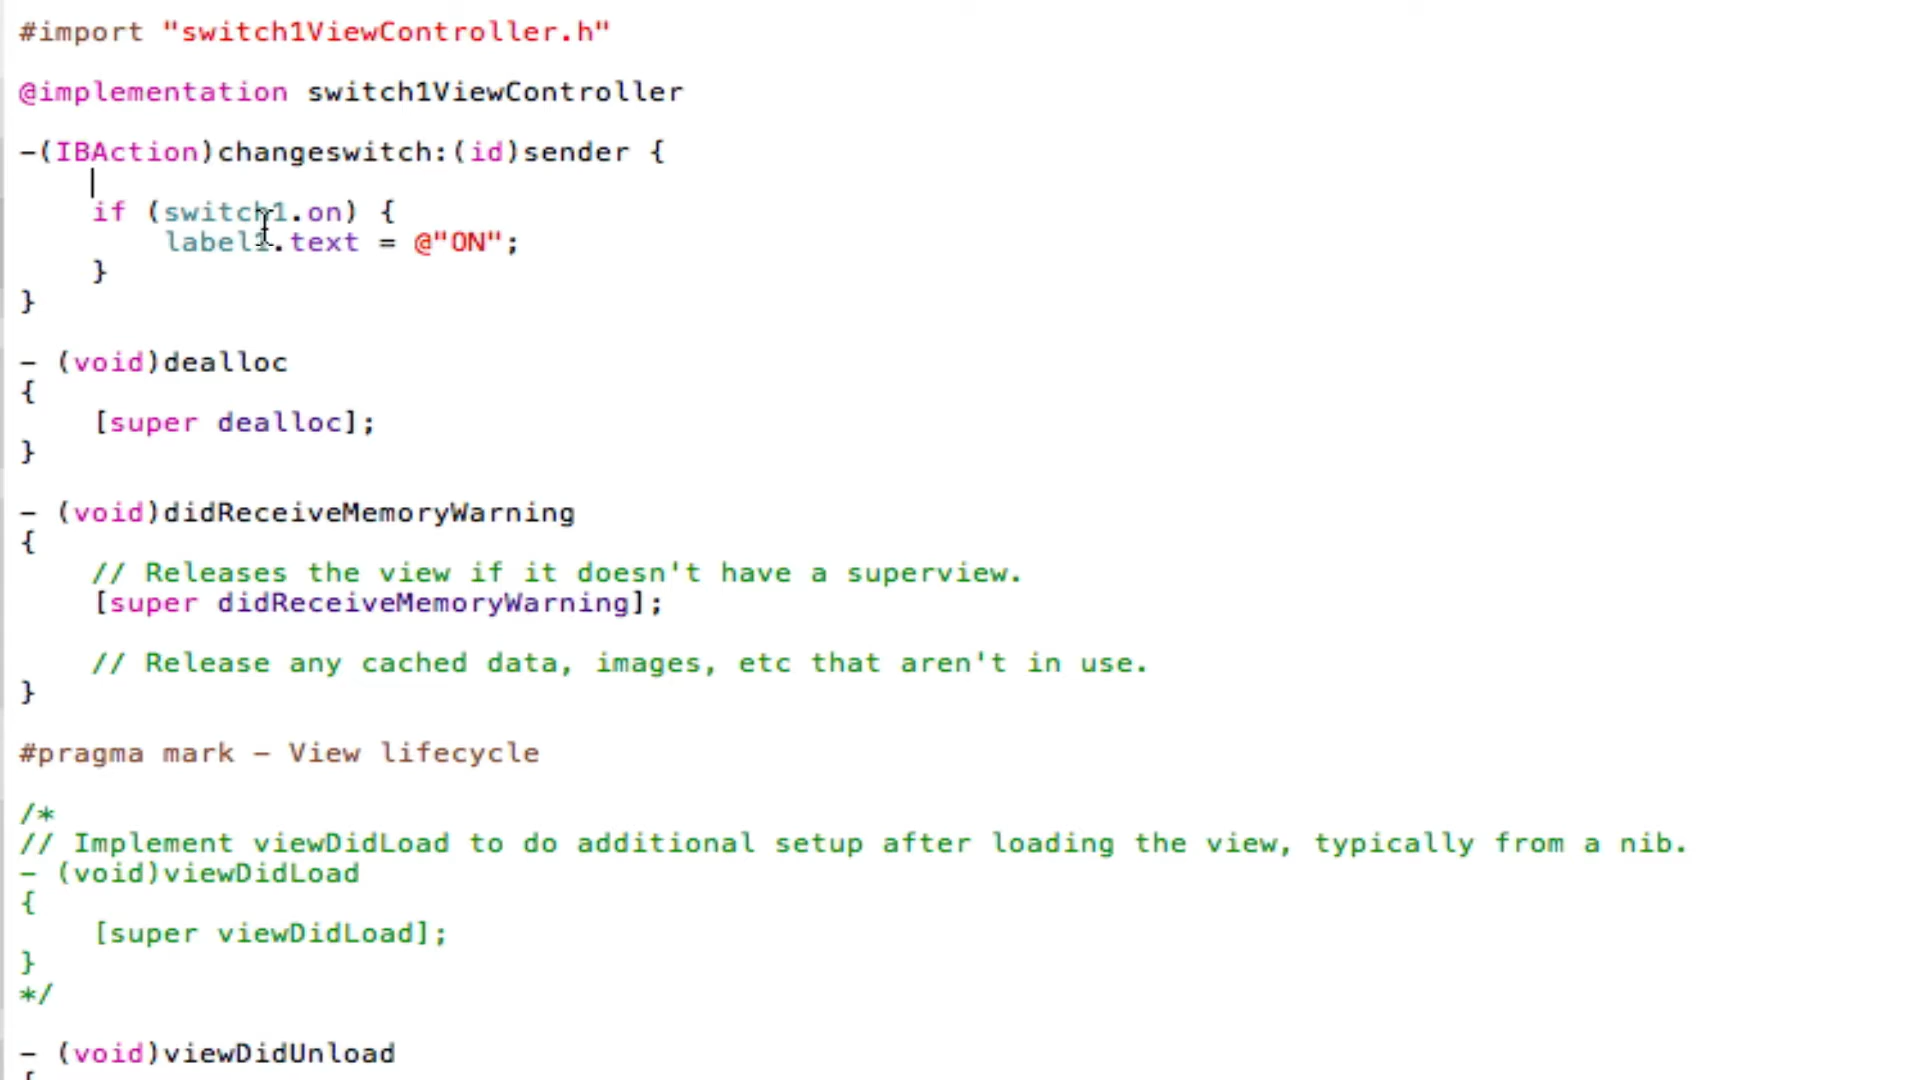 #import "switch1ViewController.h"
@implementation switch1ViewController
-(IBAction)changeswitch:(id)sender {
if (switch1.on) {
label1.text = @"ON";
}
}
- (void)dealloc
{
[super dealloc];
}
- (void)didReceiveMemoryWarning
{
// Releases the view if it doesn't have a superview.
[super didReceiveMemoryWarning];
// Release any cached data, images, etc that aren't in use.
}
#pragma mark - View lifecycle
/*
// Implement viewDidLoad to do additional setup after loading the view, typically from a nib.
- (void)viewDidLoad
{
[super viewDidLoad];
}
*/
- (void)viewDidUnload
{